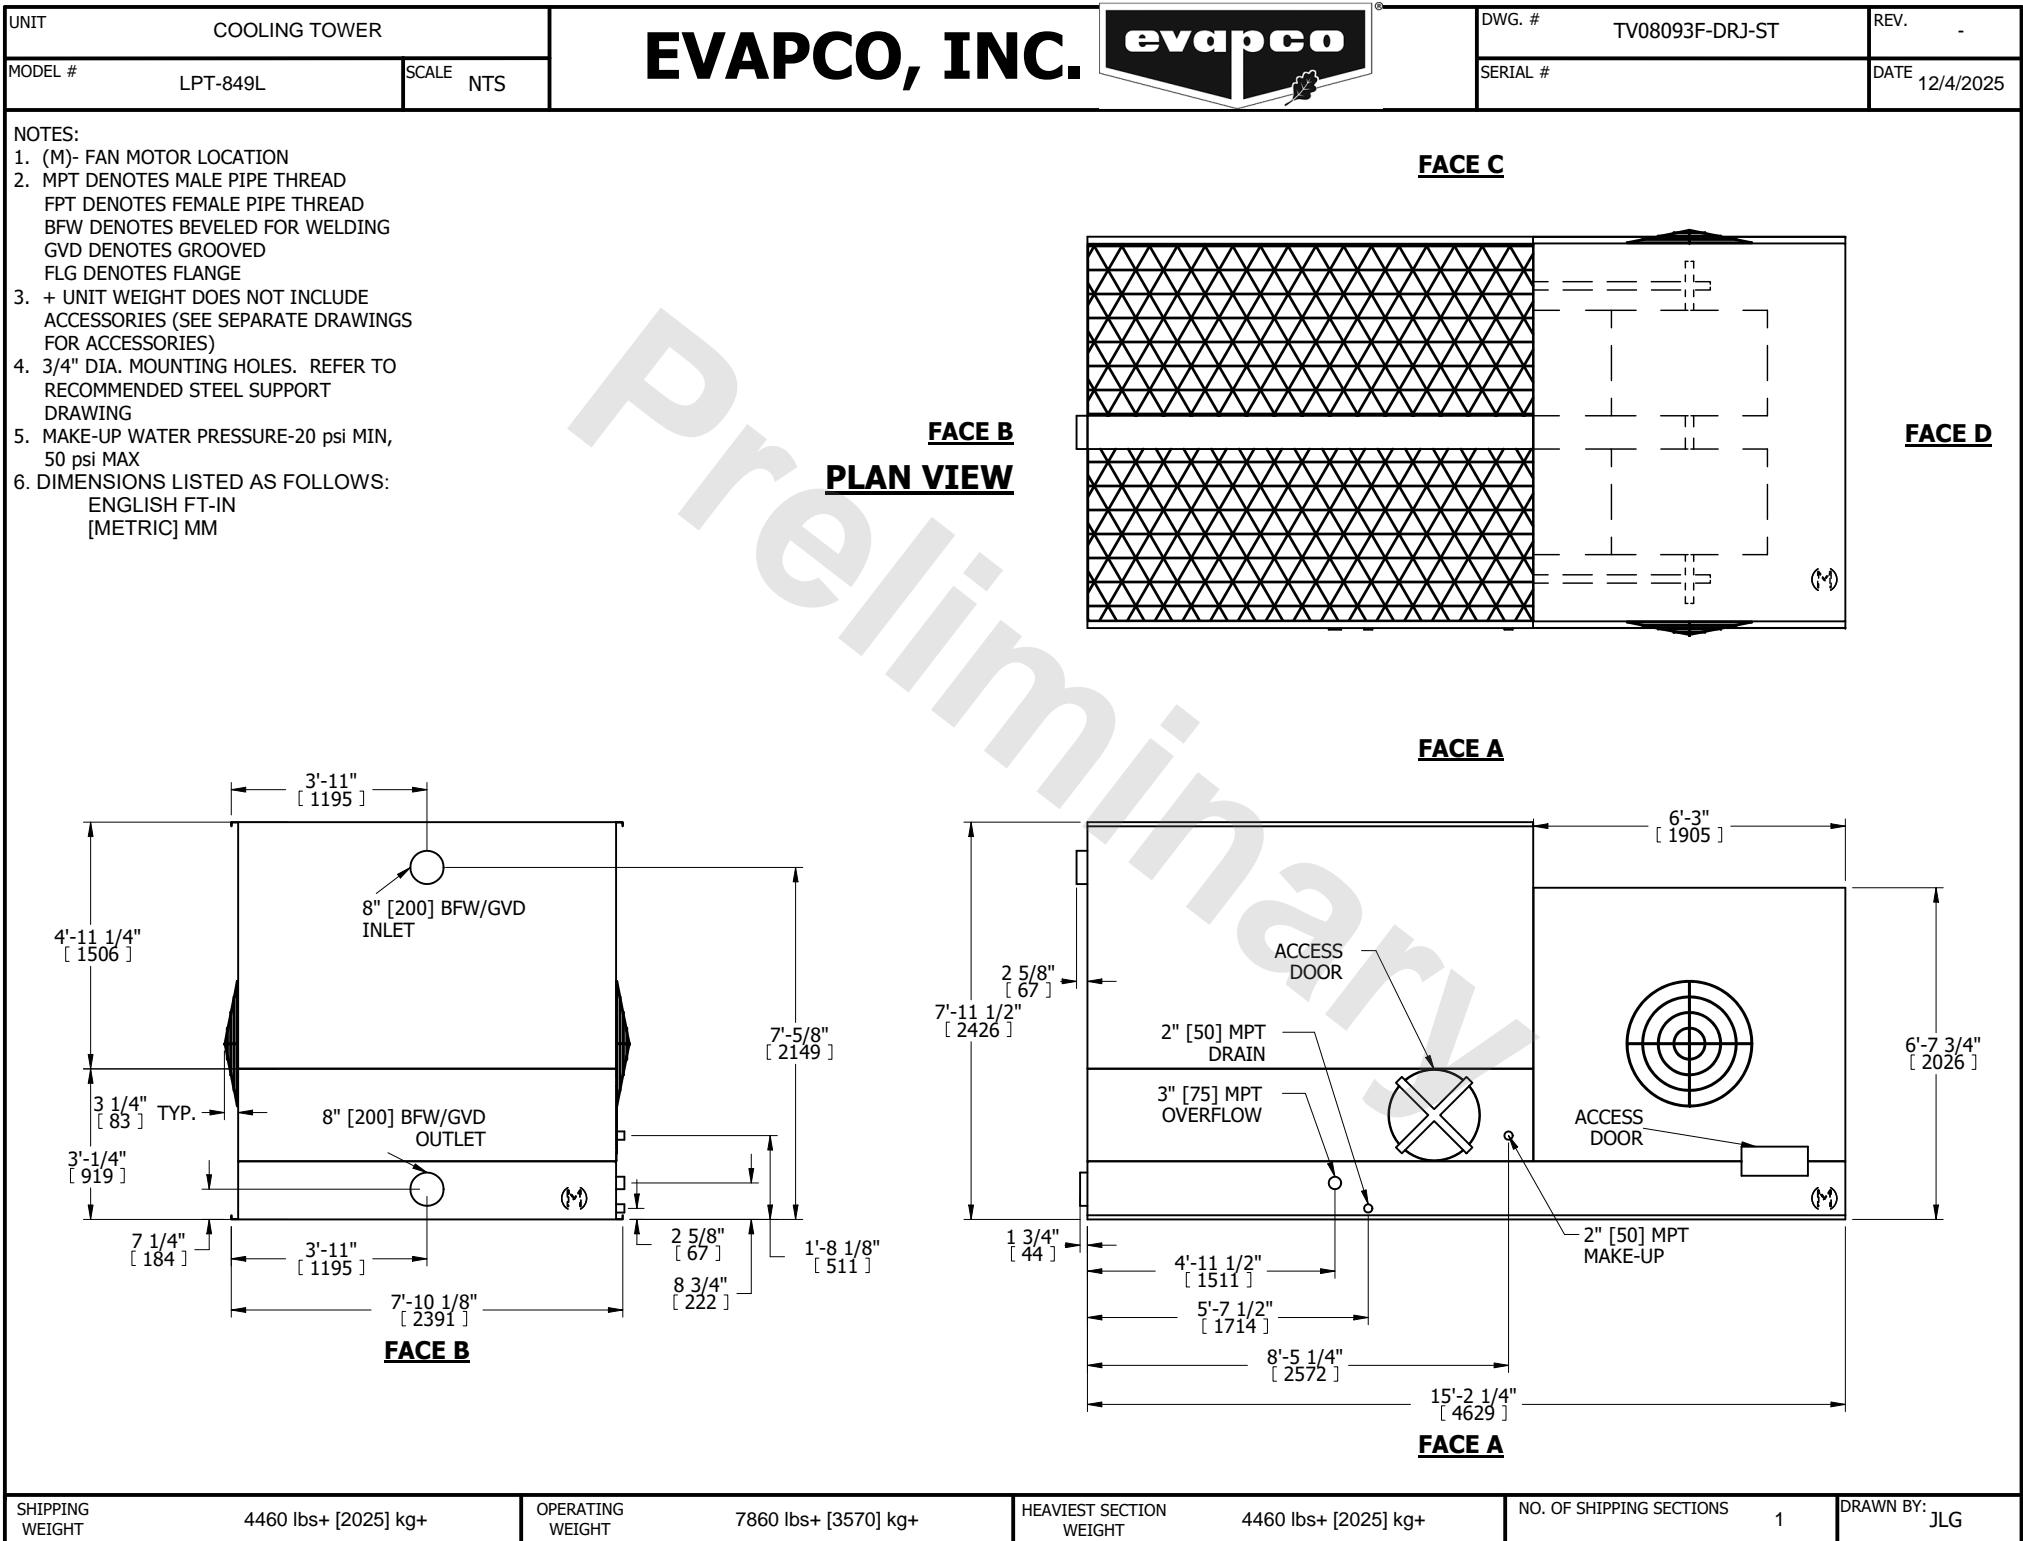 UNIT
COOLING TOWER
MODEL #
LPT-849L
SCALE
NTS
EVAPCO, INC.
evapco
®
DWG. #
TV08093F-DRJ-ST
REV.
-
SERIAL #
DATE
12/4/2025
NOTES:
1. (M)- FAN MOTOR LOCATION
2. MPT DENOTES MALE PIPE THREAD
FPT DENOTES FEMALE PIPE THREAD
BFW DENOTES BEVELED FOR WELDING
GVD DENOTES GROOVED
FLG DENOTES FLANGE
3. + UNIT WEIGHT DOES NOT INCLUDE
ACCESSORIES (SEE SEPARATE DRAWINGS
FOR ACCESSORIES)
4. 3/4" DIA. MOUNTING HOLES. REFER TO
RECOMMENDED STEEL SUPPORT
DRAWING
5. MAKE-UP WATER PRESSURE-20 psi MIN,
50 psi MAX
6. DIMENSIONS LISTED AS FOLLOWS:
ENGLISH FT-IN
[METRIC] MM
Preliminary
FACE C
FACE B
PLAN VIEW
FACE D
(M)
FACE A
3'-11"
[ 1195 ]
8" [200] BFW/GVD
INLET
4'-11 1/4"
[ 1506 ]
7'-5/8"
[ 2149 ]
3 1/4"
[ 83 ]
TYP.
8" [200] BFW/GVD
OUTLET
3'-1/4"
[ 919 ]
(M)
7 1/4"
[ 184 ]
3'-11"
[ 1195 ]
2 5/8"
[ 67 ]
1'-8 1/8"
[ 511 ]
8 3/4"
[ 222 ]
7'-10 1/8"
[ 2391 ]
FACE B
6'-3"
[ 1905 ]
ACCESS
DOOR
2 5/8"
[ 67 ]
7'-11 1/2"
[ 2426 ]
2" [50] MPT
DRAIN
3" [75] MPT
OVERFLOW
6'-7 3/4"
[ 2026 ]
ACCESS
DOOR
(M)
1 3/4"
[ 44 ]
2" [50] MPT
MAKE-UP
4'-11 1/2"
[ 1511 ]
5'-7 1/2"
[ 1714 ]
8'-5 1/4"
[ 2572 ]
15'-2 1/4"
[ 4629 ]
FACE A
SHIPPING
WEIGHT
4460 lbs+ [2025] kg+
OPERATING
WEIGHT
7860 lbs+ [3570] kg+
HEAVIEST SECTION
WEIGHT
4460 lbs+ [2025] kg+
NO. OF SHIPPING SECTIONS
1
DRAWN BY:
JLG